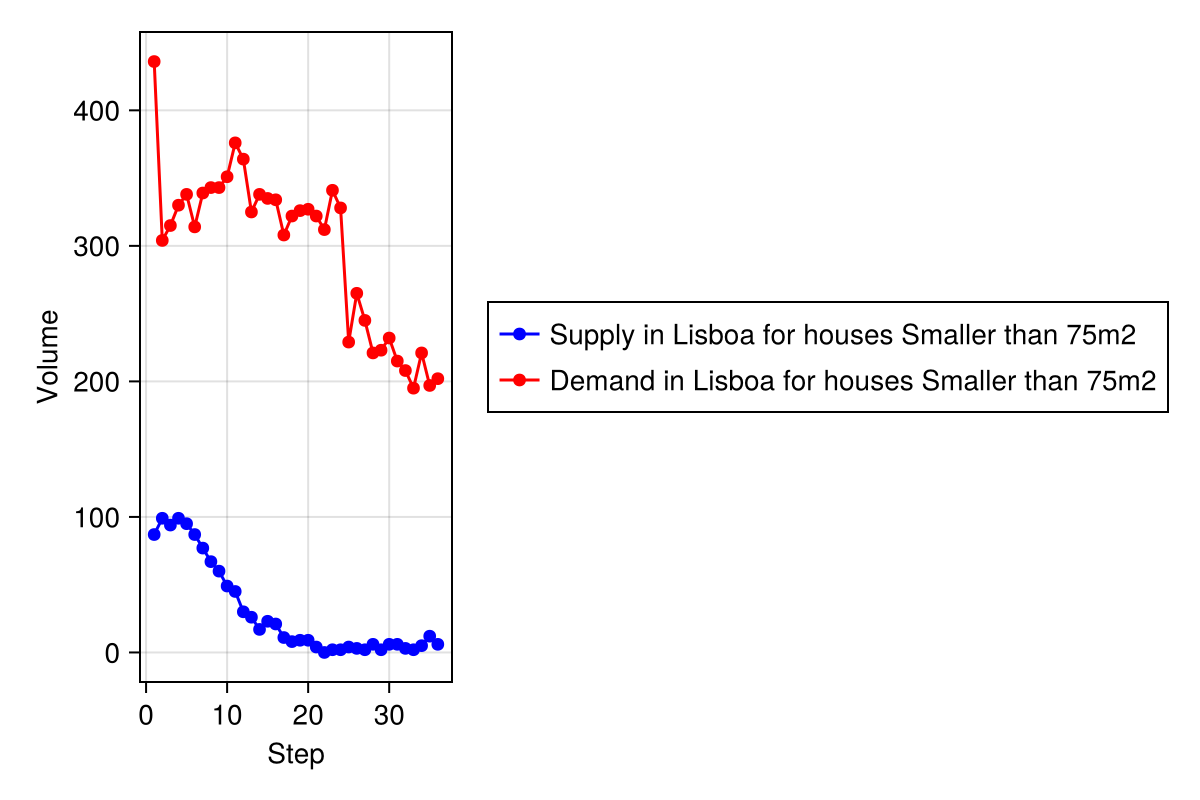 400
300
200
100
0
Volume
0 10 20 30
Step
Supply in Lisboa for houses Smaller than 75m2
Demand in Lisboa for houses Smaller than 75m2